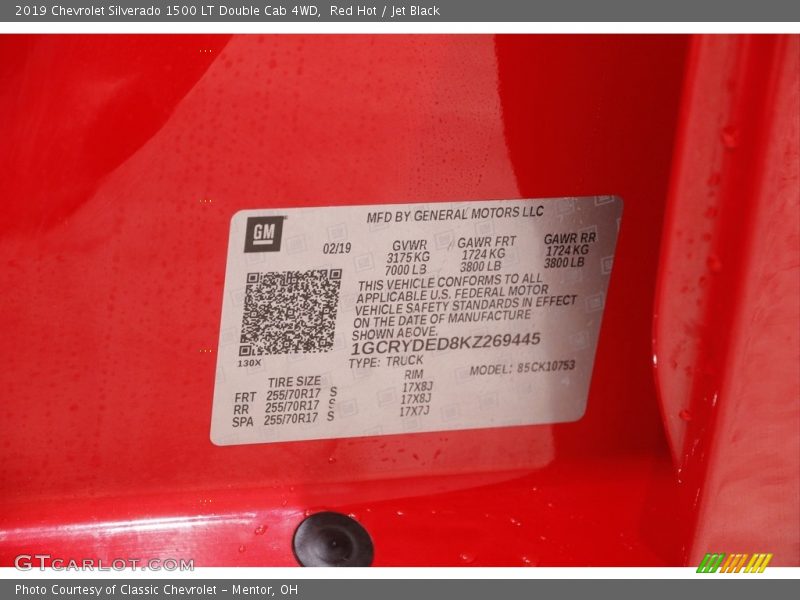 2019 Chevrolet Silverado 1500 LT Double Cab 4WD,  Red Hot / Jet Black
MFD BY GENERAL MOTORS LLC
GM
02/19
GVWR
3175 KG
7000 LB
GAWR FRT
1724 KG
3800 LB
GAWR RR
1724 KG
3800 LB
THIS VEHICLE CONFORMS TO ALL
APPLICABLE U.S. FEDERAL MOTOR
VEHICLE SAFETY STANDARDS IN EFFECT
ON THE DATE OF MANUFACTURE
SHOWN ABOVE.
130X
1GCRYDED8KZ269445
TYPE: TRUCK
MODEL: 85CK10753
TIRE SIZE
RIM
FRT 255/70R17 S 17X8J
RR 255/70R17 S 17X8J
SPA 255/70R17 S 17X7J
GTCARLOT.COM
Photo Courtesy of Classic Chevrolet - Mentor, OH